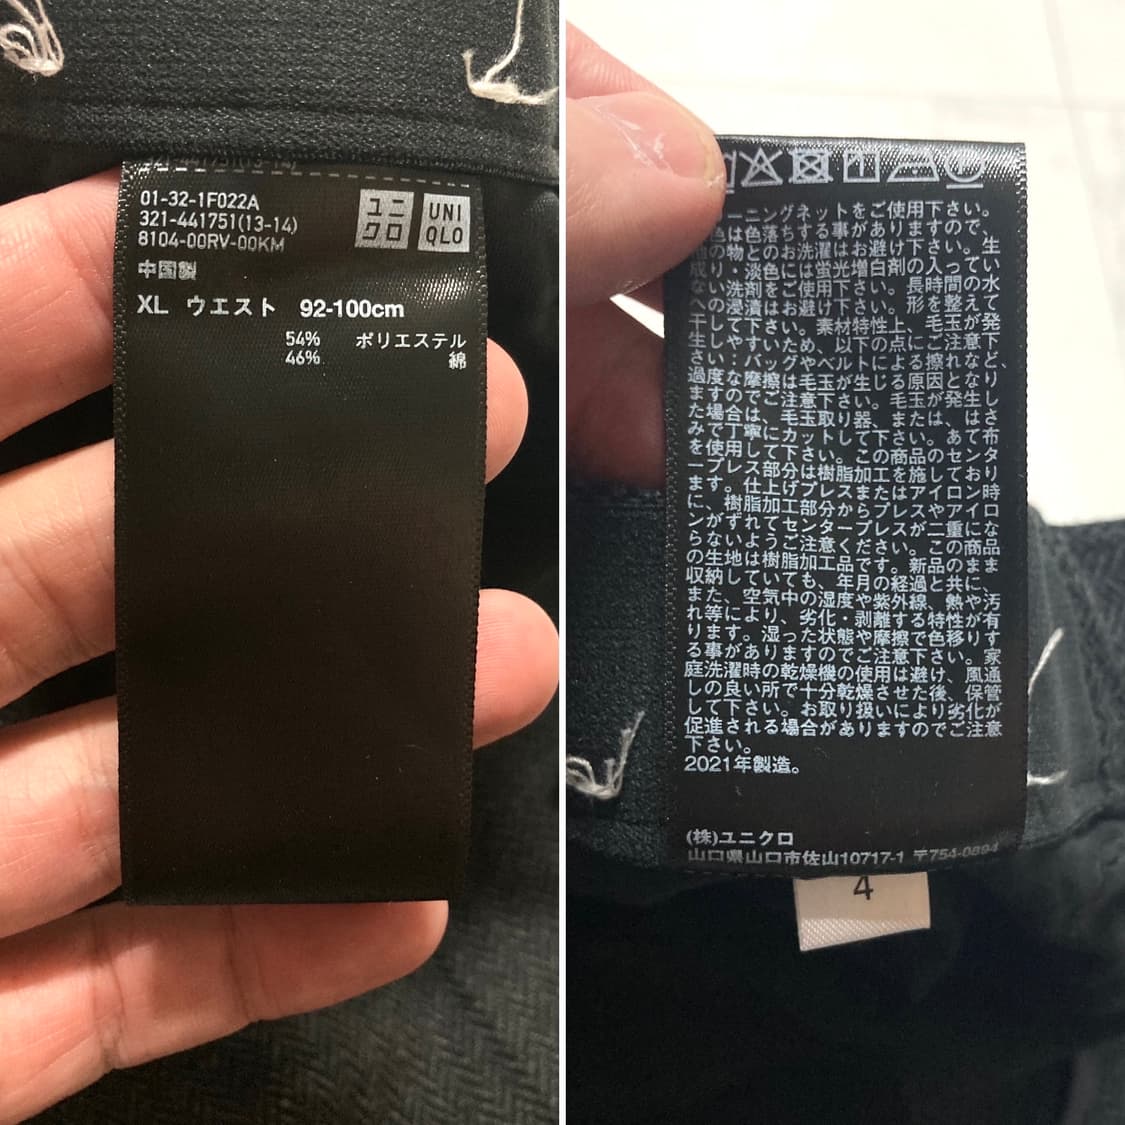 321-441751(13-14)
01-32-1F022A
321-441751(13-14)
8104-00RV-00KM
ユニクロ
UNIQLO
中国製
XL ウエスト 92-100cm
54% ポリエステル
46% 綿
ーニングネットをご使用下さい。
色は色落ちする事がありますので、
の物とのお洗濯はお避け下さい。生
成り・淡色には蛍光増白剤の入ってい
ない洗剤をご使用下さい。長時間の水
への浸漬はお避け下さい。形を整えて
干して下さい。素材特性上、毛玉が発
生しやすいため、以下の点にご注意下
さい:バッグやベルトによる擦れなど、
過度な摩擦は毛玉が生じる原因となり
ますのでご注意下さい。毛玉が発生し
た場合は、毛玉取り器、または、はさ
みで丁寧にカットして下さい。あて布
を使用して下さい。この商品のセンタ
ープレス部分は樹脂加工を施しており
ます。仕上げプレスまたはアイロン時
に、樹脂加工部分からプレスやアイロ
ンがずれてセンタープレスが二重にな
らないようご注意ください。この商品
の生地は樹脂加工品です。新品のまま
収納していても、年月の経過と共に、
また、空気中の湿度や紫外線、熱や汚
れ等により、劣化・剥離する特性が有
ります。湿った状態や摩擦で色移りす
る事がありますのでご注意下さい。家
庭洗濯時の乾燥機の使用は避け、風通
しの良い所で十分乾燥させた後、保管
して下さい。お取り扱いにより劣化が
促進される場合がありますのでご注意
下さい。
2021年製造。
(株)ユニクロ
山口県山口市佐山10717-1 〒754-0894
4